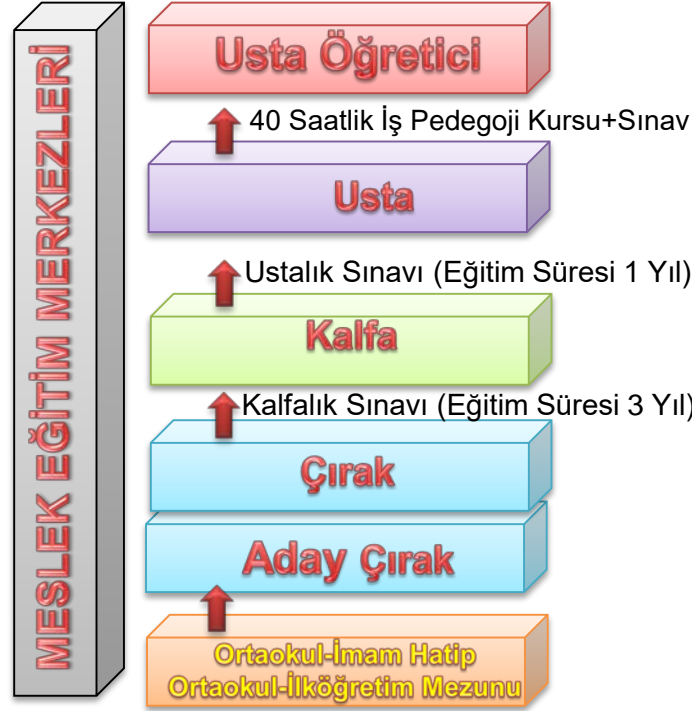 MESLEK EĞİTİM MERKEZLERİ
Usta Öğretici
40 Saatlik İş Pedegoji Kursu+Sınav
Usta
Ustalık Sınavı (Eğitim Süresi 1 Yıl)
Kalfa
Kalfalık Sınavı (Eğitim Süresi 3 Yıl)
Çırak
Aday Çırak
Ortaokul-İmam Hatip
Ortaokul-İlköğretim Mezunu